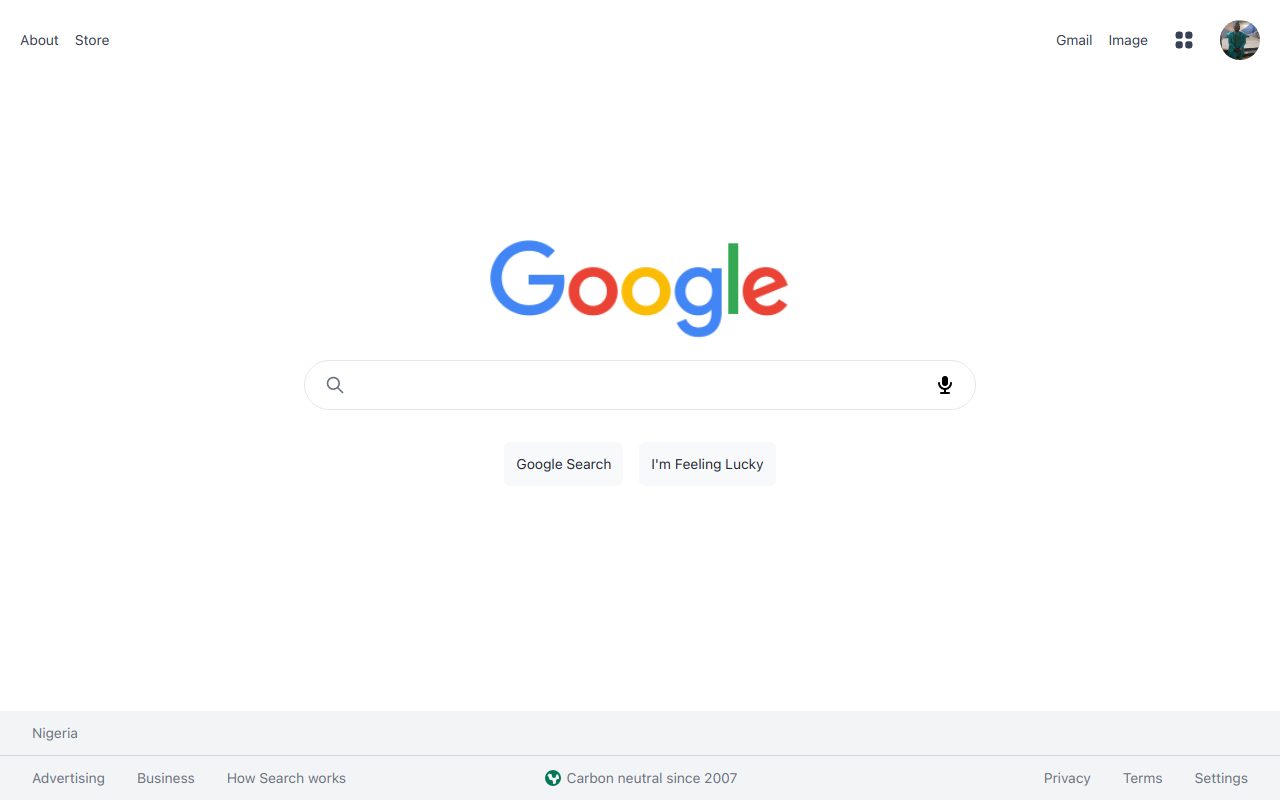 About Store Gmail Image
Google
Google Search I'm Feeling Lucky
Nigeria
Advertising Business How Search works Carbon neutral since 2007 Privacy Terms Settings